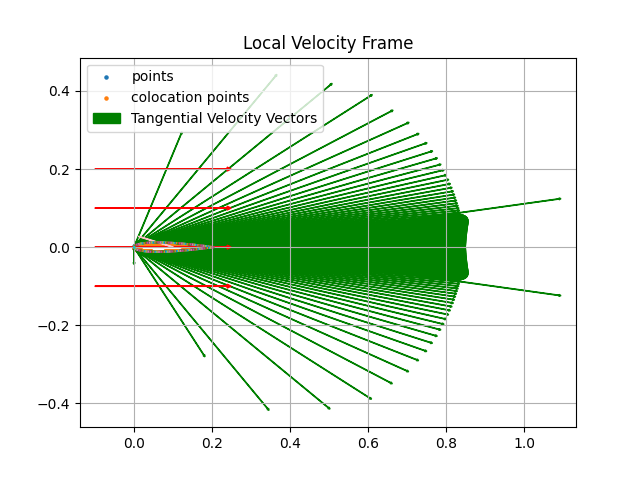 Local Velocity Frame
points
colocation points
Tangential Velocity Vectors
0.4
0.2
0.0
−0.2
−0.4
0.0 0.2 0.4 0.6 0.8 1.0